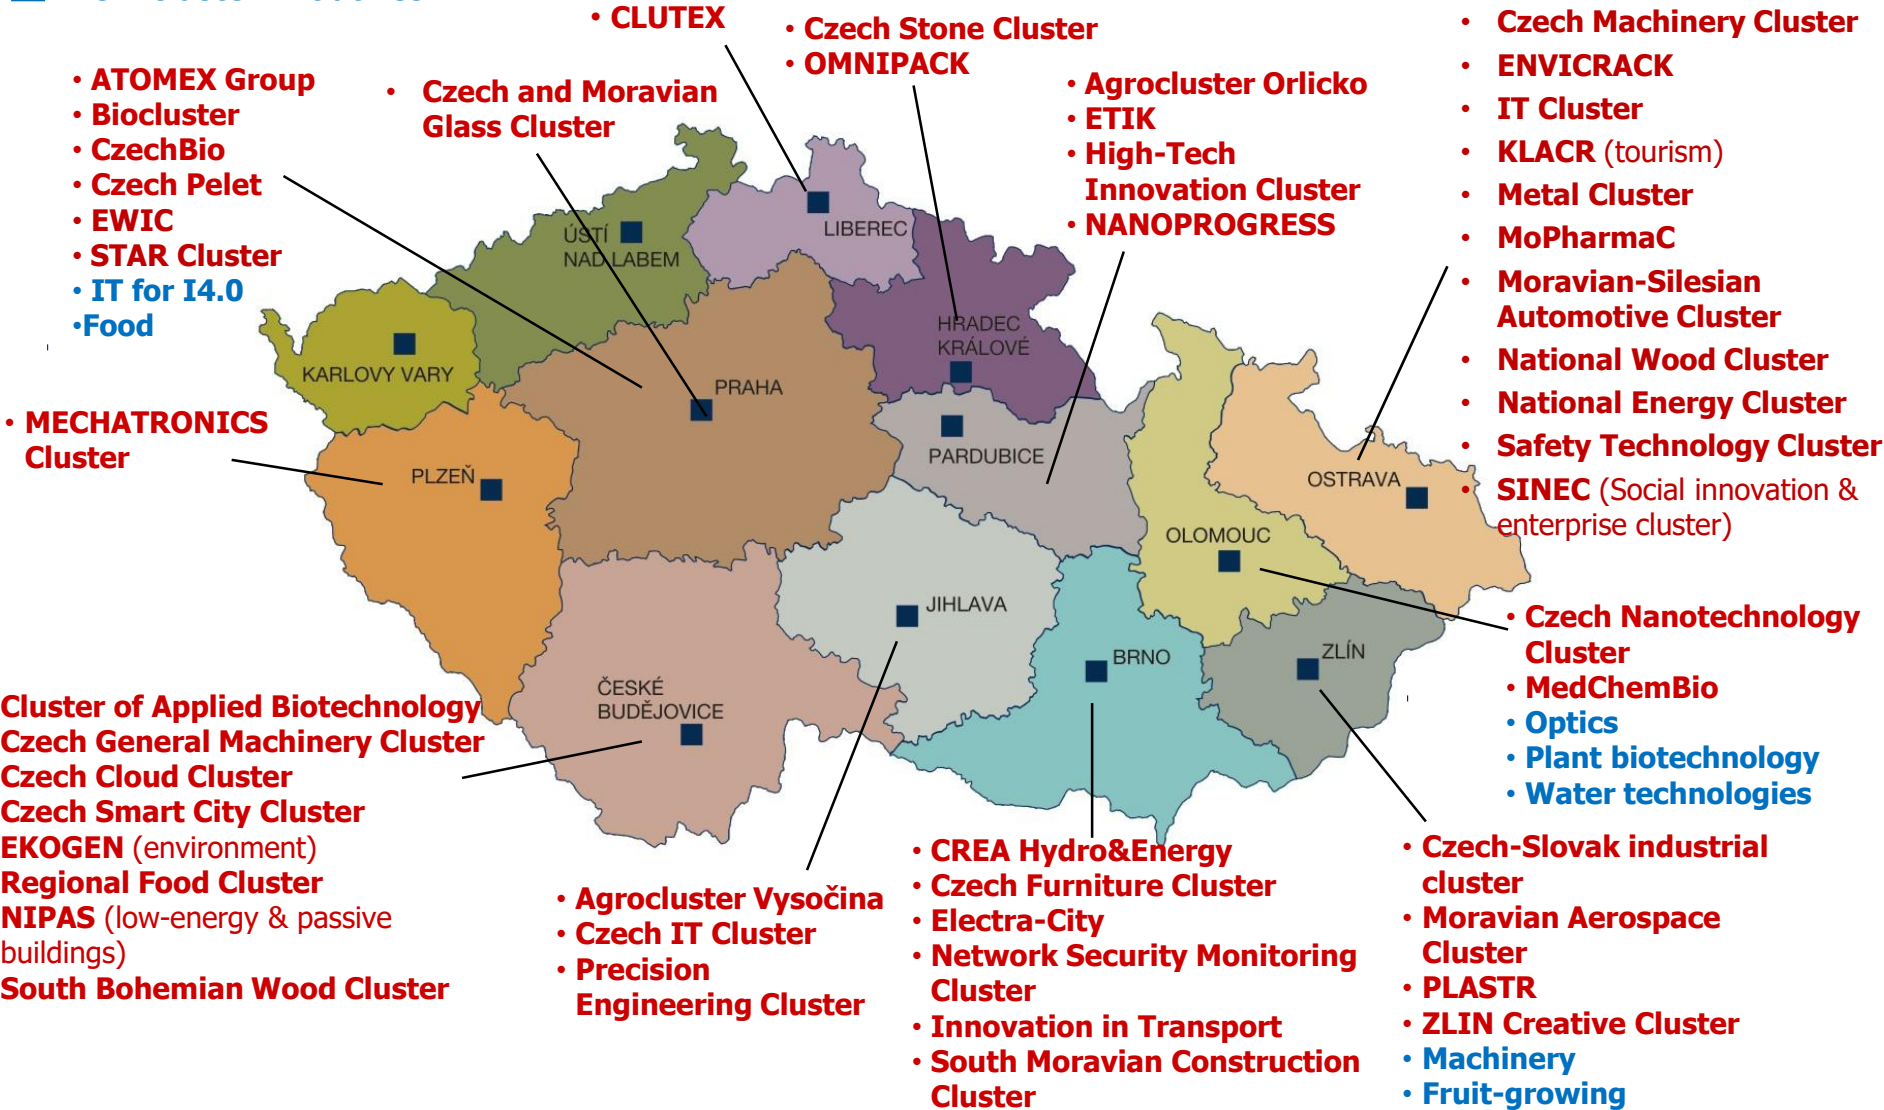 • CLUTEX
• Czech Stone Cluster
• OMNIPACK
• ATOMEX Group
• Biocluster
• CzechBio
• Czech Pelet
• EWIC
• STAR Cluster
• IT for I4.0
•Food
• Czech and Moravian
Glass Cluster
• Agrocluster Orlicko
• ETIK
• High-Tech
Innovation Cluster
• NANOPROGRESS
• Czech Machinery Cluster
• ENVICRACK
• IT Cluster
• KLACR (tourism)
• Metal Cluster
• MoPharmaC
• Moravian-Silesian
Automotive Cluster
• National Wood Cluster
• National Energy Cluster
• Safety Technology Cluster
• SINEC (Social innovation &
enterprise cluster)
• MECHATRONICS
Cluster
ÚSTÍ
NAD LABEM
LIBEREC
KARLOVY VARY
PRAHA
HRADEC
KRÁLOVÉ
PARDUBICE
PLZEŇ
OSTRAVA
OLOMOUC
JIHLAVA
BRNO
ZLÍN
ČESKÉ
BUDĚJOVICE
• Czech Nanotechnology
Cluster
• MedChemBio
• Optics
• Plant biotechnology
• Water technologies
Cluster of Applied Biotechnology
Czech General Machinery Cluster
Czech Cloud Cluster
Czech Smart City Cluster
EKOGEN (environment)
Regional Food Cluster
NIPAS (low-energy & passive
buildings)
South Bohemian Wood Cluster
• Agrocluster Vysočina
• Czech IT Cluster
• Precision
Engineering Cluster
• CREA Hydro&Energy
• Czech Furniture Cluster
• Electra-City
• Network Security Monitoring
Cluster
• Innovation in Transport
• South Moravian Construction
Cluster
• Czech-Slovak industrial
cluster
• Moravian Aerospace
Cluster
• PLASTR
• ZLIN Creative Cluster
• Machinery
• Fruit-growing